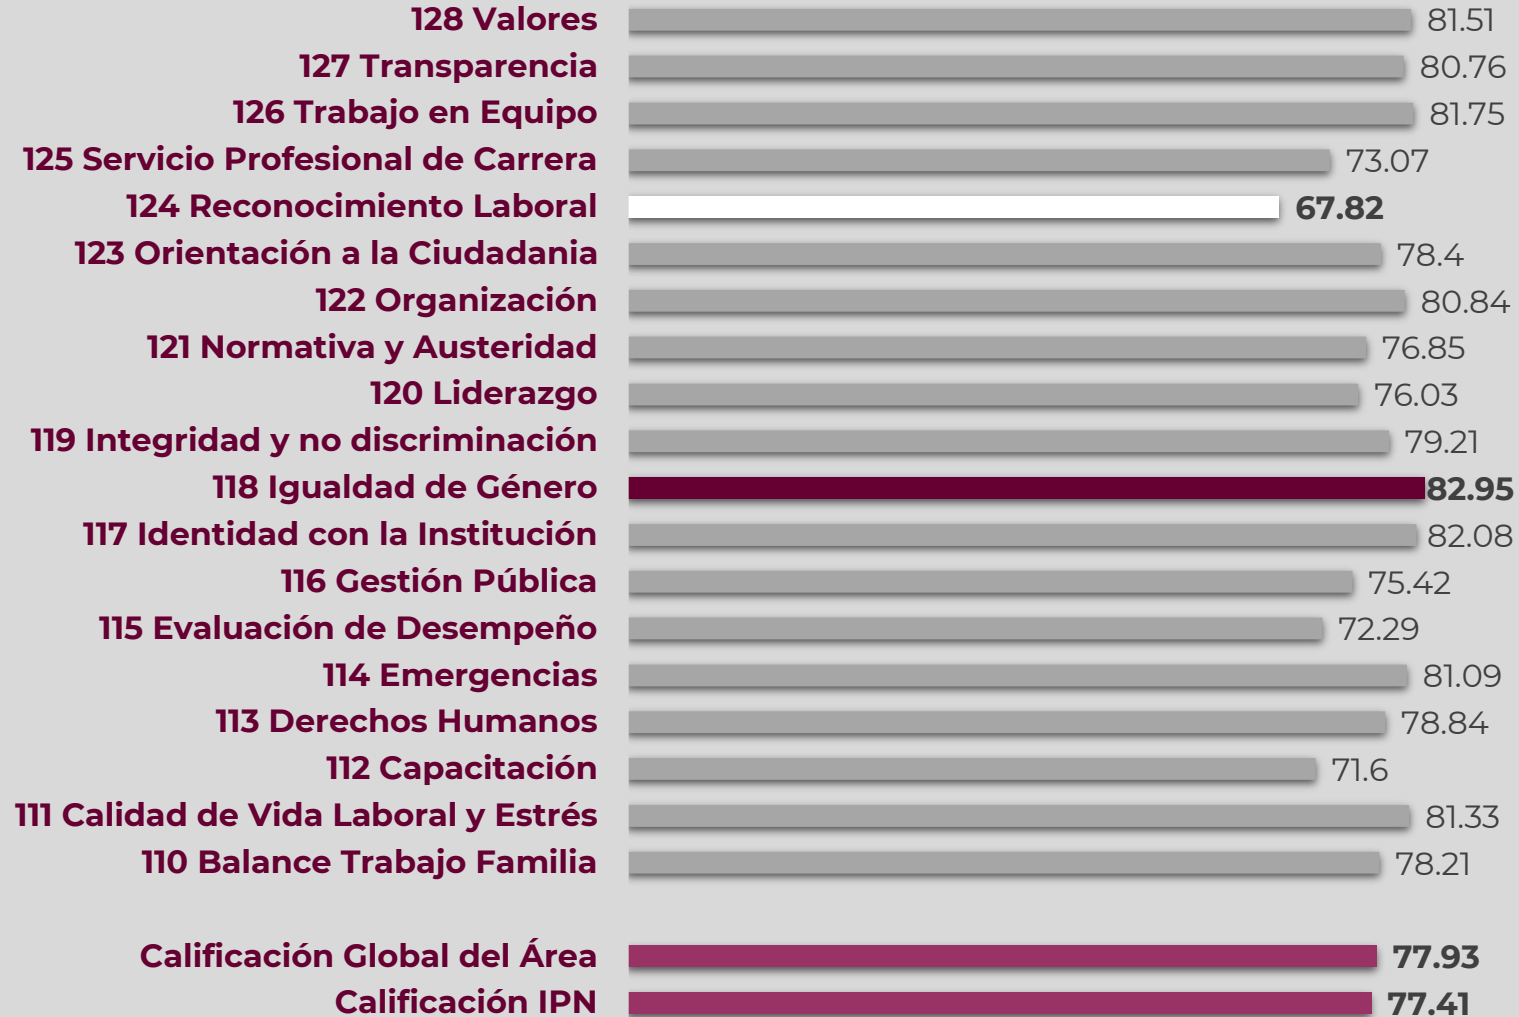 128 Valores 81.51
127 Transparencia 80.76
126 Trabajo en Equipo 81.75
125 Servicio Profesional de Carrera 73.07
124 Reconocimiento Laboral 67.82
123 Orientación a la Ciudadania 78.4
122 Organización 80.84
121 Normativa y Austeridad 76.85
120 Liderazgo 76.03
119 Integridad y no discriminación 79.21
118 Igualdad de Género 82.95
117 Identidad con la Institución 82.08
116 Gestión Pública 75.42
115 Evaluación de Desempeño 72.29
114 Emergencias 81.09
113 Derechos Humanos 78.84
112 Capacitación 71.6
111 Calidad de Vida Laboral y Estrés 81.33
110 Balance Trabajo Familia 78.21
Calificación Global del Área 77.93
Calificación IPN 77.41